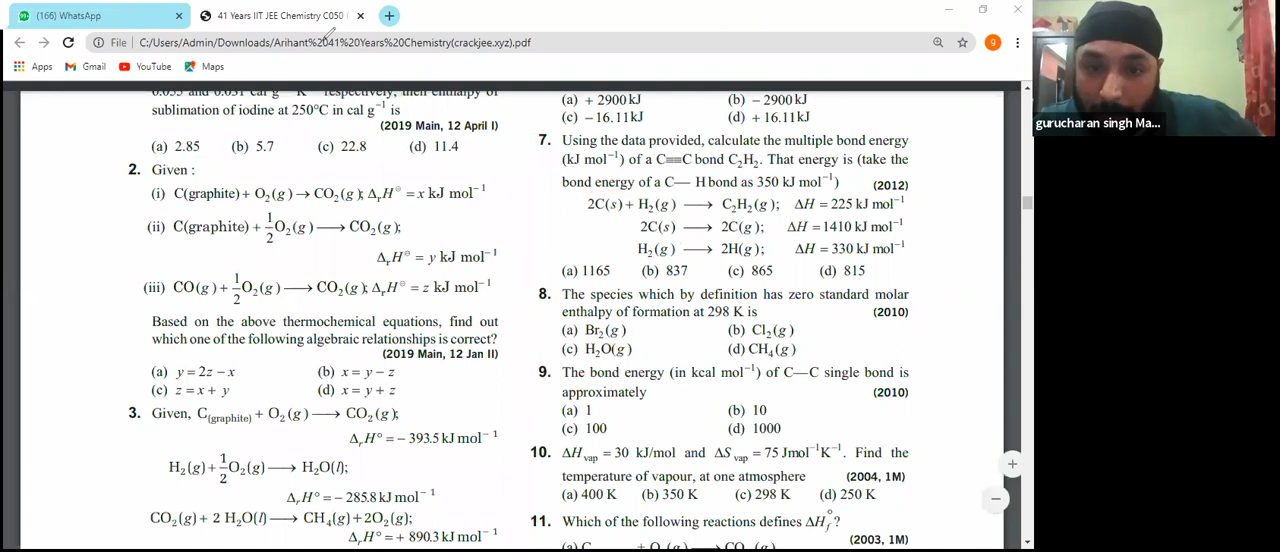 (166) WhatsApp
41 Years IIT JEE Chemistry C050
File
C:/Users/Admin/Downloads/Arihant%2041%20Years%20Chemistry(crackjee.xyz).pdf
g
Apps
Gmail
YouTube
Maps
gurucharan singh Ma...
sublimation of iodine at 250°C in cal g⁻¹ is
(2019 Main, 12 April I)
(a) 2.85 (b) 5.7 (c) 22.8 (d) 11.4
2. Given :
(i) C(graphite) + O₂(g) → CO₂(g); ΔᵣH° = x kJ mol⁻¹
(ii) C(graphite) + 1/2 O₂(g) ⟶ CO₂(g);
ΔᵣH° = y kJ mol⁻¹
(iii) CO(g) + 1/2 O₂(g) ⟶ CO₂(g); ΔᵣH° = z kJ mol⁻¹
Based on the above thermochemical equations, find out
which one of the following algebraic relationships is correct?
(2019 Main, 12 Jan II)
(a) y = 2z − x (b) x = y − z
(c) z = x + y (d) x = y + z
3. Given, C(graphite) + O₂(g) ⟶ CO₂(g);
ΔᵣH° = − 393.5 kJ mol⁻¹
H₂(g) + 1/2 O₂(g) ⟶ H₂O(l);
ΔᵣH° = − 285.8 kJ mol⁻¹
CO₂(g) + 2 H₂O(l) ⟶ CH₄(g) + 2O₂(g);
ΔᵣH° = + 890.3 kJ mol⁻¹
(a) + 2900 kJ (b) − 2900 kJ
(c) − 16.11 kJ (d) + 16.11 kJ
7. Using the data provided, calculate the multiple bond energy
(kJ mol⁻¹) of a C≡C bond C₂H₂. That energy is (take the
bond energy of a C— H bond as 350 kJ mol⁻¹) (2012)
2C(s) + H₂(g) ⟶ C₂H₂(g); ΔH = 225 kJ mol⁻¹
2C(s) ⟶ 2C(g); ΔH = 1410 kJ mol⁻¹
H₂(g) ⟶ 2H(g); ΔH = 330 kJ mol⁻¹
(a) 1165 (b) 837 (c) 865 (d) 815
8. The species which by definition has zero standard molar
enthalpy of formation at 298 K is (2010)
(a) Br₂(g) (b) Cl₂(g)
(c) H₂O(g) (d) CH₄(g)
9. The bond energy (in kcal mol⁻¹) of C—C single bond is
approximately (2010)
(a) 1 (b) 10
(c) 100 (d) 1000
10. ΔH vap = 30 kJ/mol and ΔS vap = 75 Jmol⁻¹K⁻¹. Find the
temperature of vapour, at one atmosphere (2004, 1M)
(a) 400 K (b) 350 K (c) 298 K (d) 250 K
11. Which of the following reactions defines ΔH°f?
(2003, 1M)